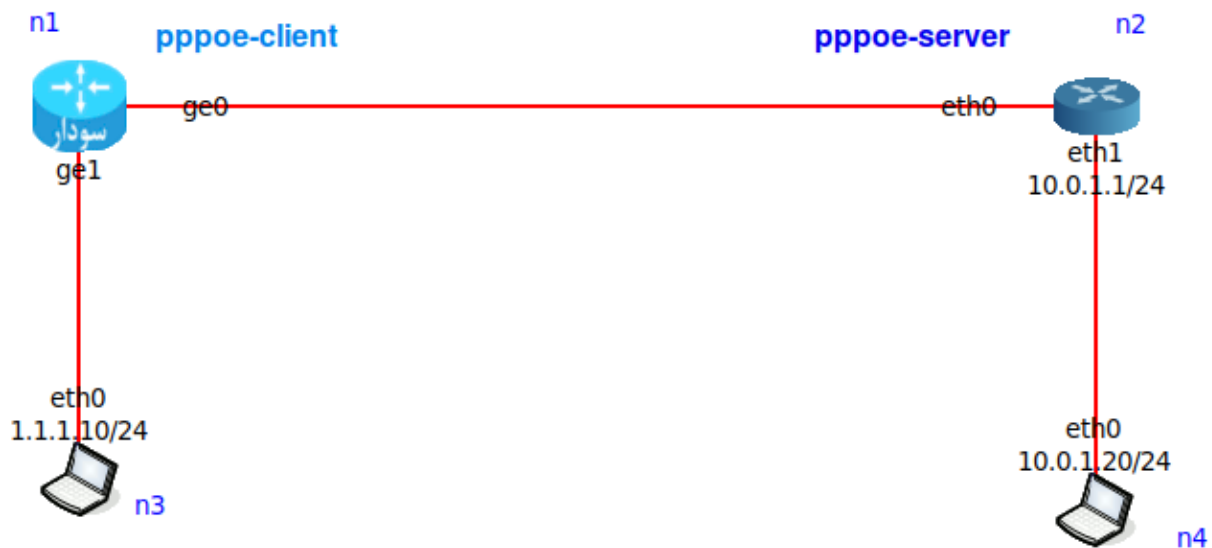 n1
pppoe-client
pppoe-server
n2
ge0
eth0
سودار
ge1
eth1
10.0.1.1/24
eth0
1.1.1.10/24
n3
eth0
10.0.1.20/24
n4